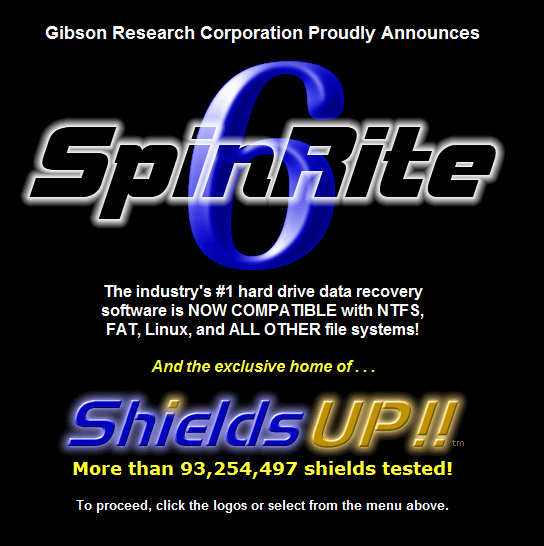 Gibson Research Corporation Proudly Announces
6
SpinRite
The industry's #1 hard drive data recovery
software is NOW COMPATIBLE with NTFS,
FAT, Linux, and ALL OTHER file systems!
And the exclusive home of . . .
ShieldsUP!! tm
More than 93,254,497 shields tested!
To proceed, click the logos or select from the menu above.